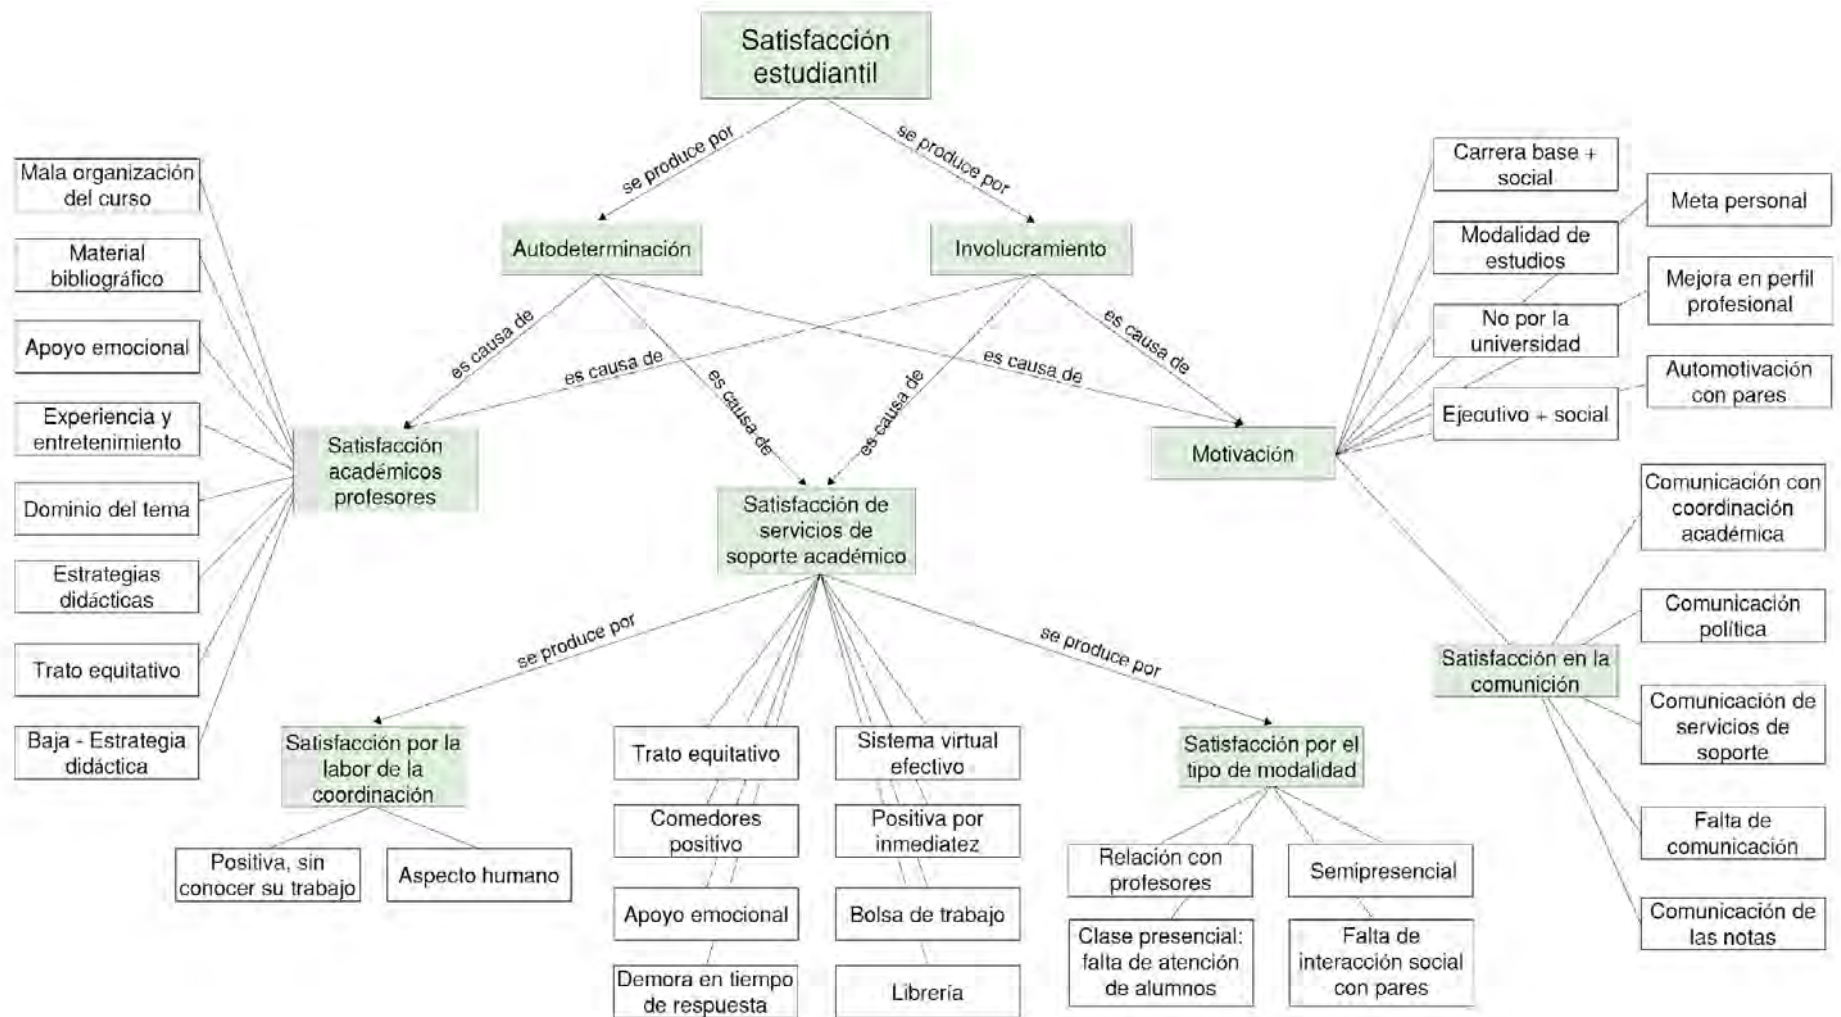 Satisfacción
estudiantil
se produce por
se produce por
Autodeterminación
Involucramiento
es causa de
es causa de
es causa de
es causa de
es causa de
es causa de
Mala organización
del curso
Material
bibliográfico
Apoyo emocional
Experiencia y
entretenimiento
Dominio del tema
Estrategias
didácticas
Trato equitativo
Baja - Estrategia
didáctica
Satisfacción
académicos
profesores
Satisfacción de
servicios de
soporte académico
Motivación
Carrera base +
social
Modalidad de
estudios
No por la
universidad
Ejecutivo + social
Meta personal
Mejora en perfil
profesional
Automotivación
con pares
se produce por
se produce por
Satisfacción por la
labor de la
coordinación
Positiva, sin
conocer su trabajo
Aspecto humano
Trato equitativo
Comedores
positivo
Apoyo emocional
Demora en tiempo
de respuesta
Sistema virtual
efectivo
Positiva por
inmediatez
Bolsa de trabajo
Librería
Satisfacción por el
tipo de modalidad
Relación con
profesores
Semipresencial
Clase presencial:
falta de atención
de alumnos
Falta de
interacción social
con pares
Satisfacción en la
comunición
Comunicación con
coordinación
académica
Comunicación
política
Comunicación de
servicios de
soporte
Falta de
comunicación
Comunicación de
las notas